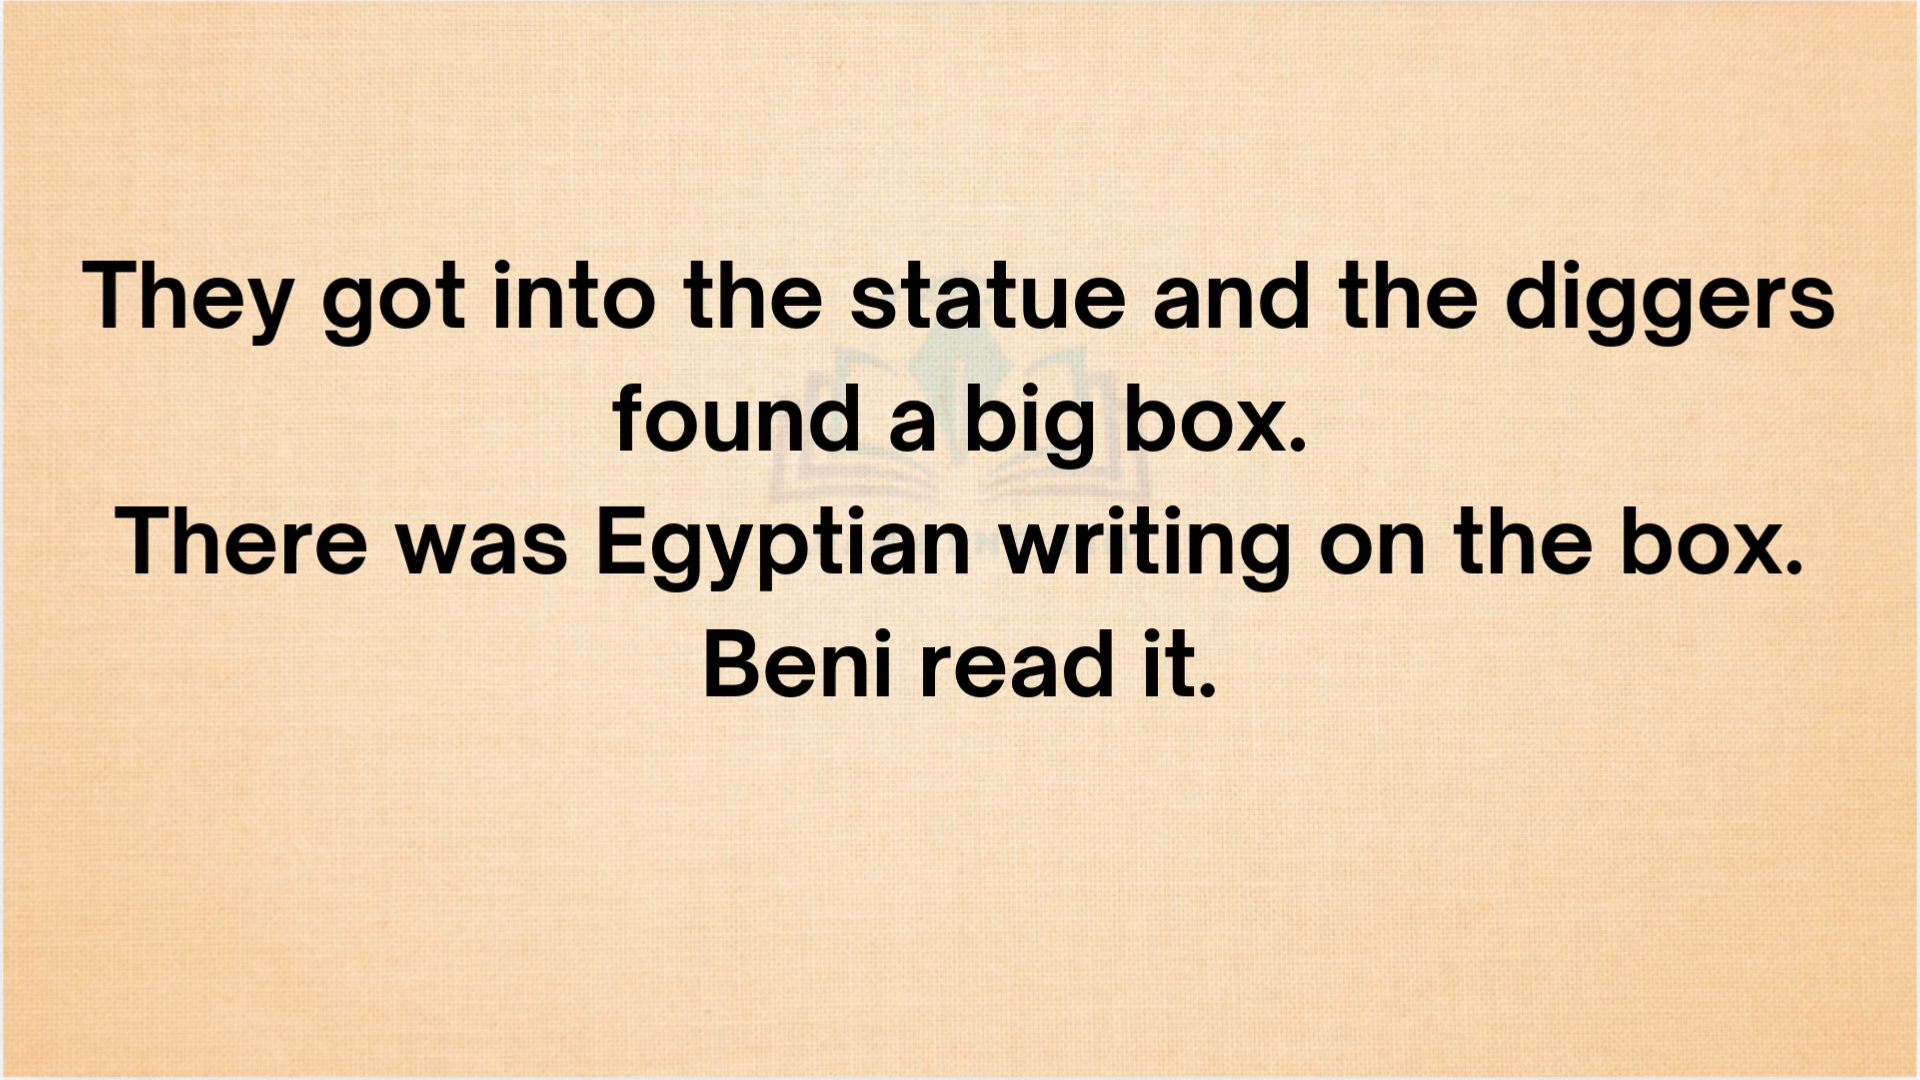 They got into the statue and the diggers
found a big box.
There was Egyptian writing on the box.
Beni read it.